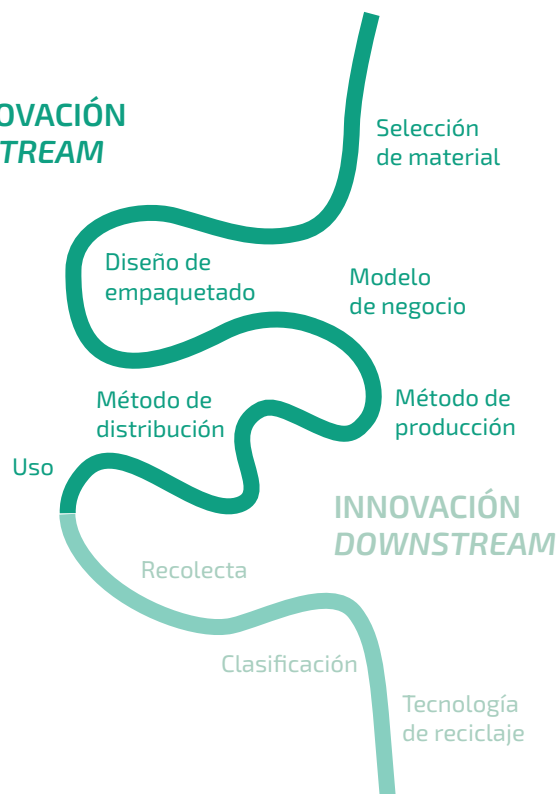 OVACIÓN
TREAM
Selección
de material
Diseño de
empaquetado
Modelo
de negocio
Método de
distribución
Método de
producción
Uso
INNOVACIÓN
DOWNSTREAM
Recolecta
Clasificación
Tecnología
de reciclaje